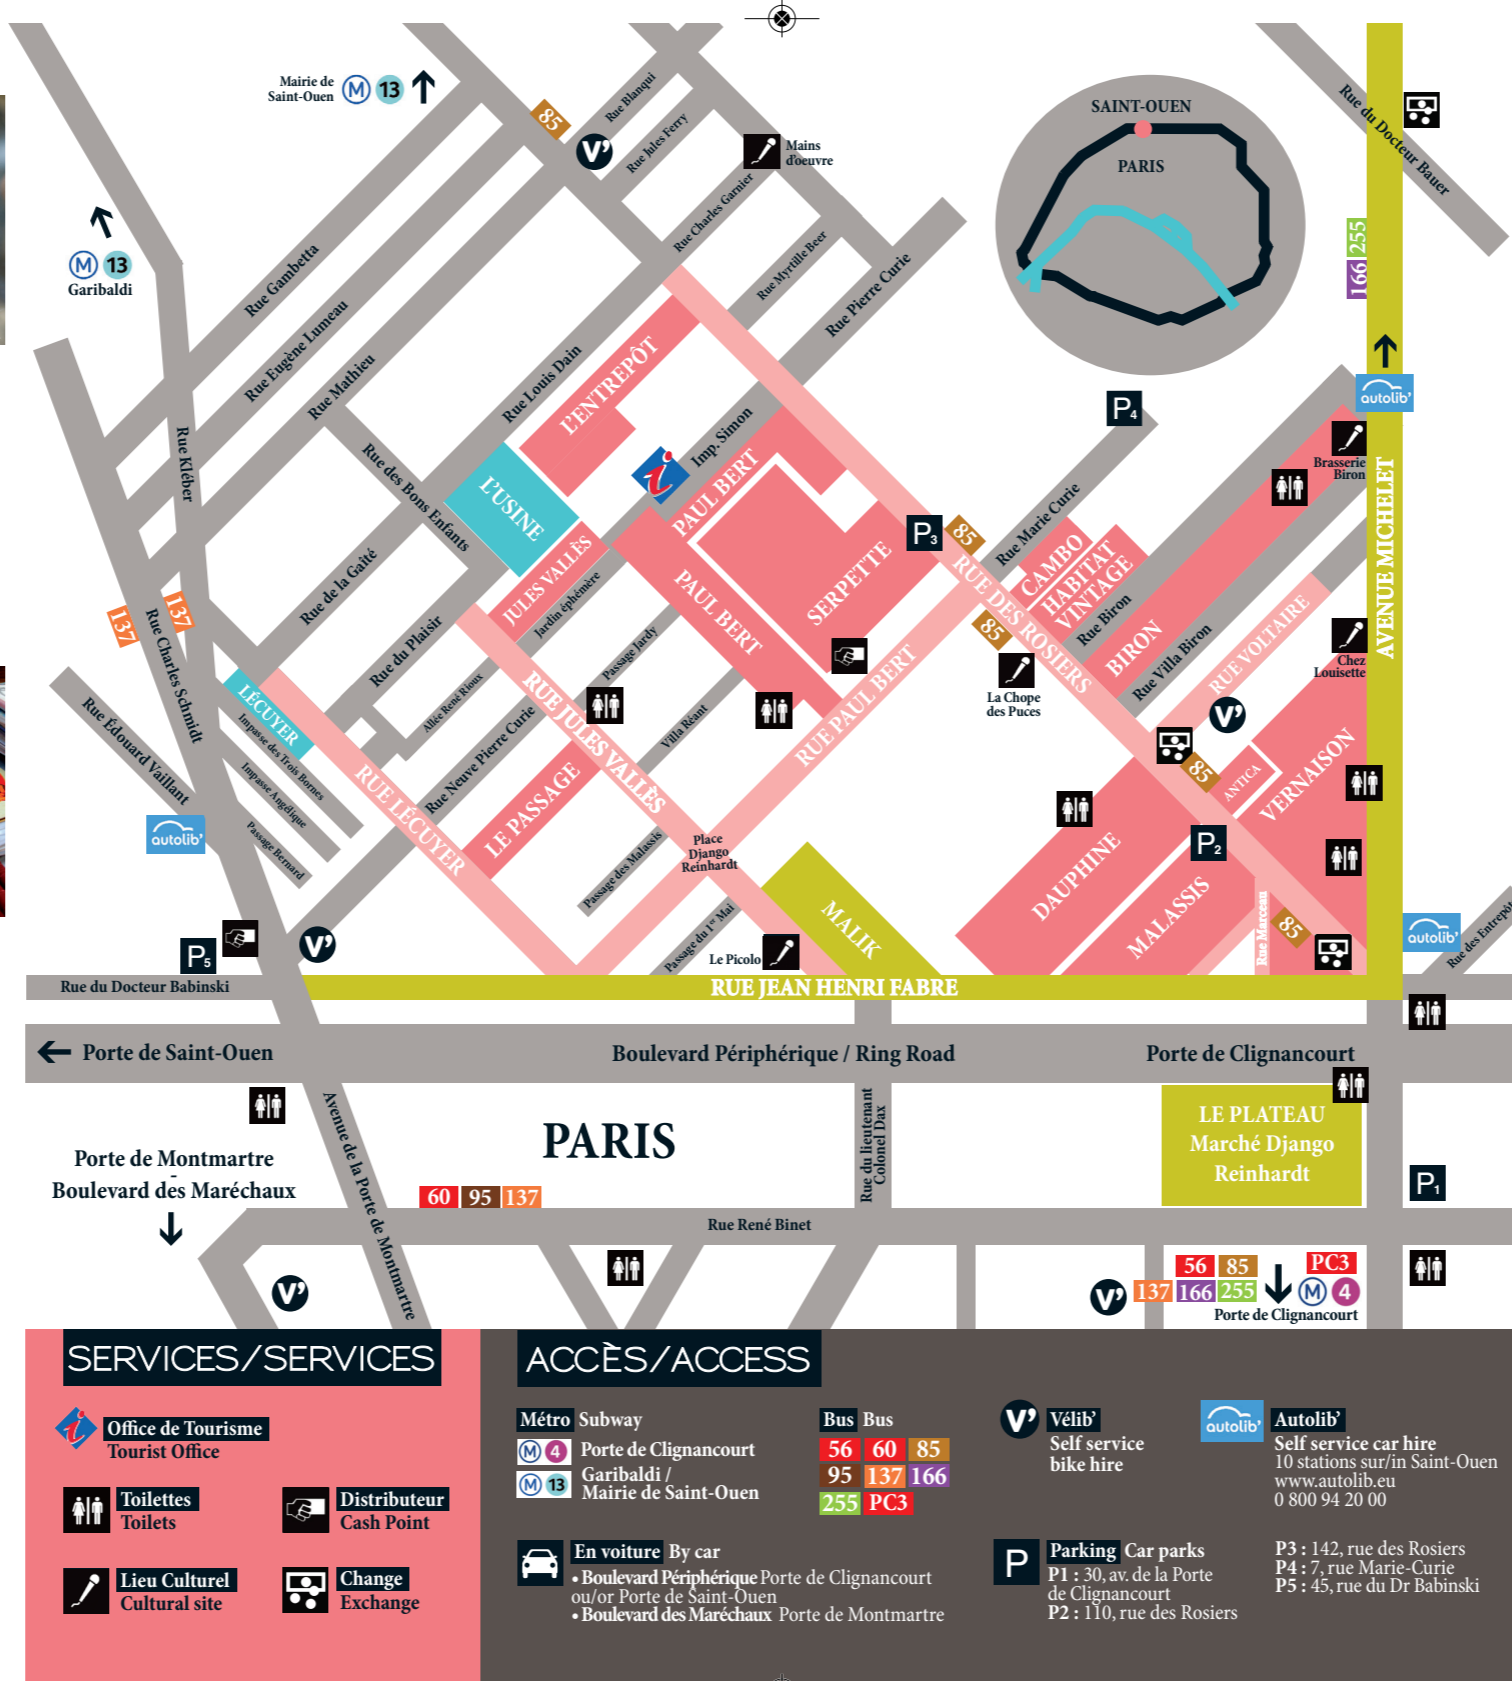 Mairie de
Saint-Ouen
M 13
85
V'
Rue Blanqui
Rue Jules Ferry
Mains
d'oeuvre
Rue Charles Garnier
Rue Myrtille Beer
Rue Pierre Curie
SAINT-OUEN
PARIS
Rue du Docteur Bauer
166 255
M 13
Garibaldi
Rue Gambetta
Rue Eugène Lumeau
Rue Mathieu
Rue Louis Dain
L'ENTREPÔT
Rue Kléber
Rue des Bons Enfants
L'USINE
i
Imp. Simon
PAUL BERT
PAUL BERT
SERPETTE
P4
autolib'
Brasserie
Biron
AVENUE MICHELET
P3
85
Rue Marie Curie
CAMBO
HABITAT
VINTAGE
RUE DES ROSIERS
85
Rue Biron
BIRON
Rue Villa Biron
RUE VOLTAIRE
Chez
Louisette
La Chope
des Puces
V'
JULES VALLÈS
Jardin éphémère
Passage Jardy
Rue de la Gaîté
Rue du Plaisir
137
137
Rue Charles Schmidt
Rue Édouard Vaillant
LÉCUYER
Impasse des Trois Bornes
Impasse Angélique
Passage Bernard
autolib'
Allée René Rioux
Rue Neuve Pierre Curie
RUE JULES VALLÈS
Villa Réant
RUE PAUL BERT
RUE LÉCUYER
LE PASSAGE
Passage des Malassis
Place
Django
Reinhardt
Passage du 1er Mai
Le Picolo
MALIK
DAUPHINE
MALASSIS
85
ANTICA
VERNAISON
P2
Rue Marceau
85
autolib'
Rue des Entrepôt
P5
V'
Rue du Docteur Babinski
RUE JEAN HENRI FABRE
Porte de Saint-Ouen
Boulevard Périphérique / Ring Road
Porte de Clignancourt
PARIS
Porte de Montmartre
-
Boulevard des Maréchaux
Avenue de la Porte de Montmartre
60 95 137
Rue du lieutenant
Colonel Dax
Rue René Binet
LE PLATEAU
Marché Django
Reinhardt
P1
V'
V'
56 85 PC3
137 166 255 M 4
Porte de Clignancourt
SERVICES/SERVICES
i
Office de Tourisme
Tourist Office
Toilettes
Toilets
Distributeur
Cash Point
Lieu Culturel
Cultural site
Change
Exchange
ACCÈS/ACCESS
Métro Subway
M 4 Porte de Clignancourt
M 13 Garibaldi /
Mairie de Saint-Ouen
Bus Bus
56 60 85
95 137 166
255 PC3
V' Vélib'
Self service
bike hire
autolib' Autolib'
Self service car hire
10 stations sur/in Saint-Ouen
www.autolib.eu
0 800 94 20 00
En voiture By car
• Boulevard Périphérique Porte de Clignancourt
ou/or Porte de Saint-Ouen
• Boulevard des Maréchaux Porte de Montmartre
P Parking Car parks
P1 : 30, av. de la Porte
de Clignancourt
P2 : 110, rue des Rosiers
P3 : 142, rue des Rosiers
P4 : 7, rue Marie-Curie
P5 : 45, rue du Dr Babinski